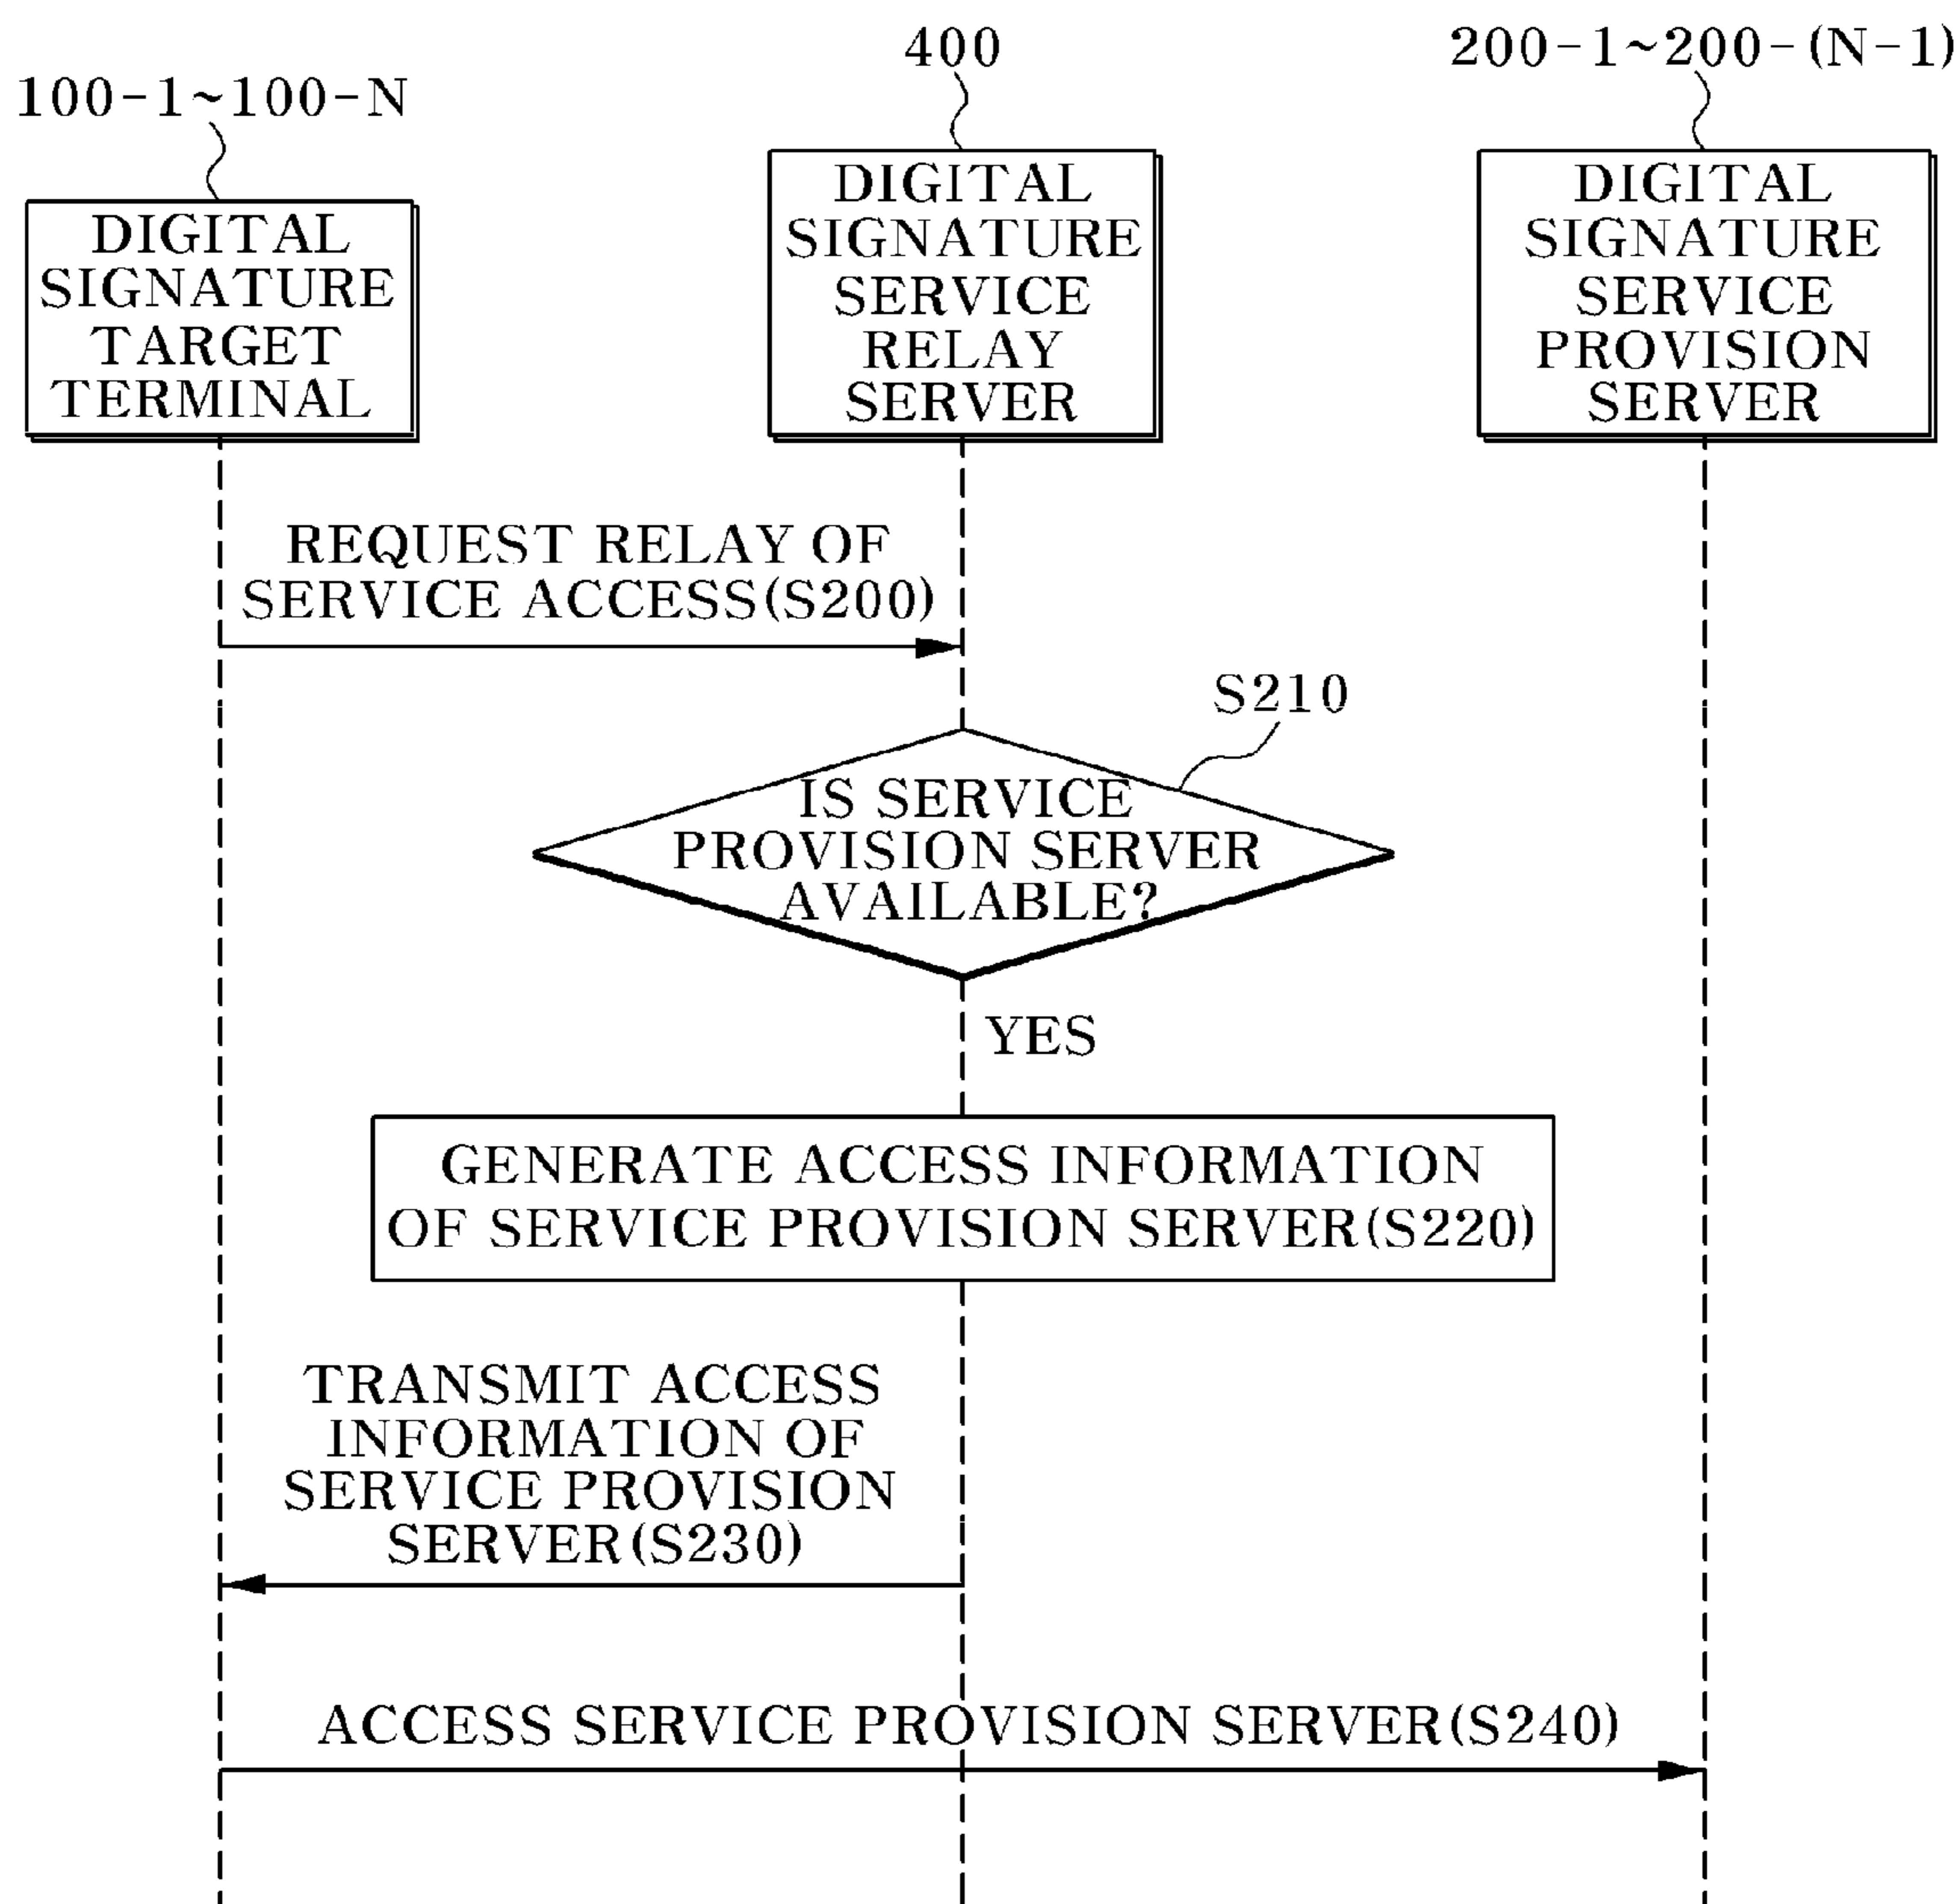 100-1~100-N
400
200-1~200-(N-1)
DIGITAL
SIGNATURE
TARGET
TERMINAL
DIGITAL
SIGNATURE
SERVICE
RELAY
SERVER
DIGITAL
SIGNATURE
SERVICE
PROVISION
SERVER
REQUEST RELAY OF
SERVICE ACCESS(S200)
S210
IS SERVICE
PROVISION SERVER
AVAILABLE?
YES
GENERATE ACCESS INFORMATION
OF SERVICE PROVISION SERVER(S220)
TRANSMIT ACCESS
INFORMATION OF
SERVICE PROVISION
SERVER(S230)
ACCESS SERVICE PROVISION SERVER(S240)